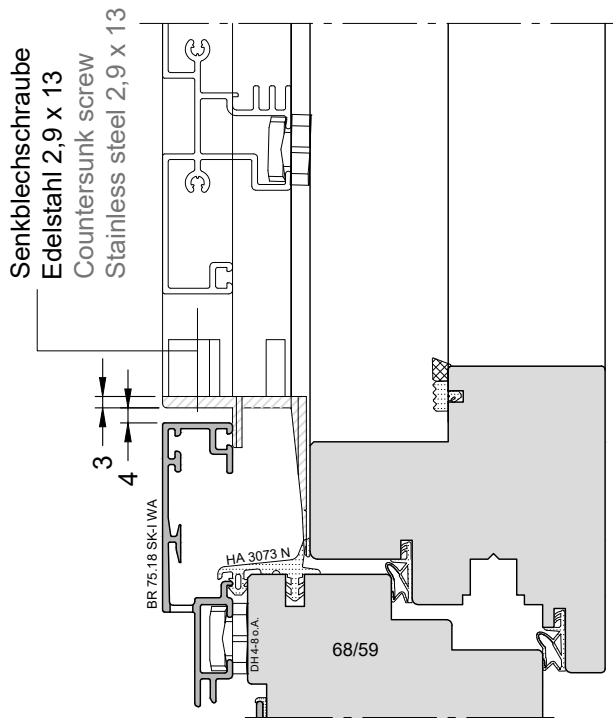 Senkblechschraube
Edelstahl 2,9 x 13
Countersunk screw
Stainless steel 2,9 x 13
3
4
BR 75.18 SK-I WA
HA 3073 N
DH 4-8 o.A.
68/59